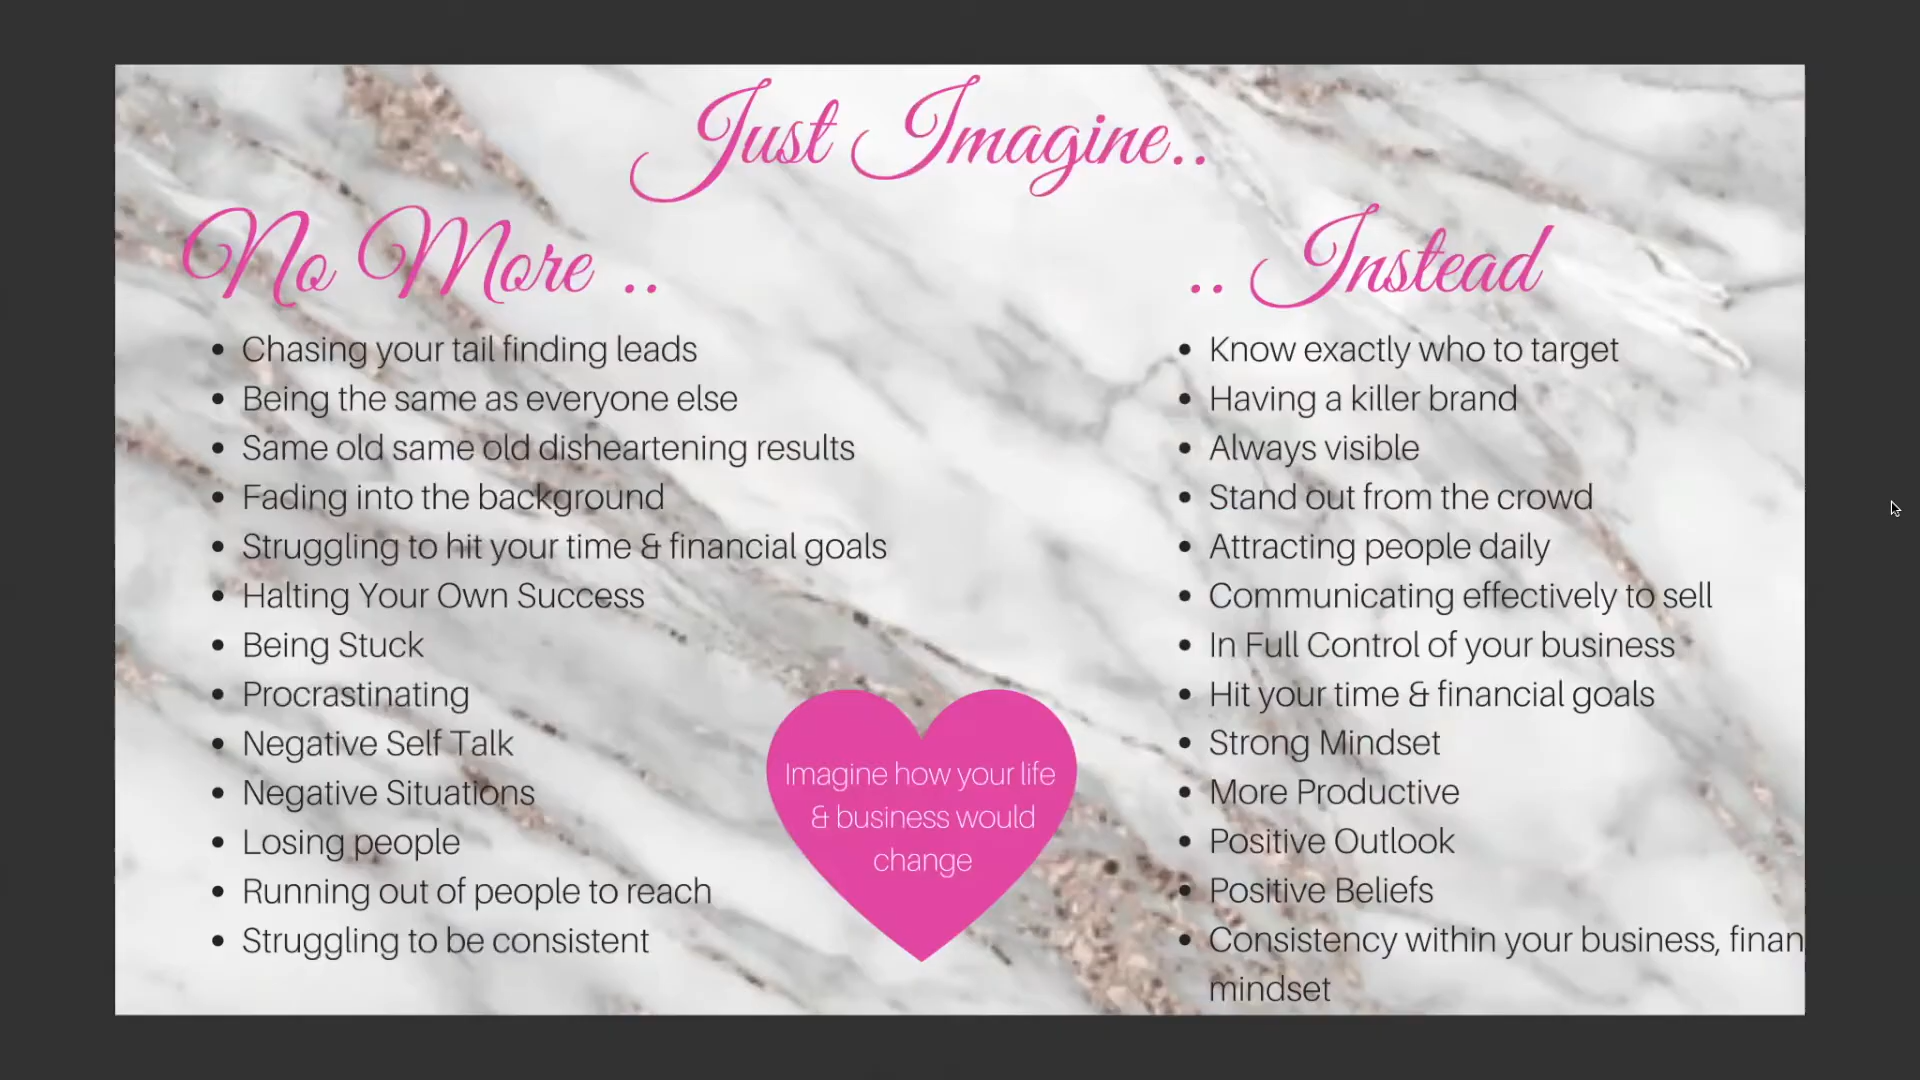 Just Imagine..
No More ..
Chasing your tail finding leads
Being the same as everyone else
Same old same old disheartening results
Fading into the background
Struggling to hit your time & financial goals
Halting Your Own Success
Being Stuck
Procrastinating
Negative Self Talk
Negative Situations
Losing people
Running out of people to reach
Struggling to be consistent
Imagine how your life
& business would
change
.. Instead
Know exactly who to target
Having a killer brand
Always visible
Stand out from the crowd
Attracting people daily
Communicating effectively to sell
In Full Control of your business
Hit your time & financial goals
Strong Mindset
More Productive
Positive Outlook
Positive Beliefs
Consistency within your business, finan
mindset